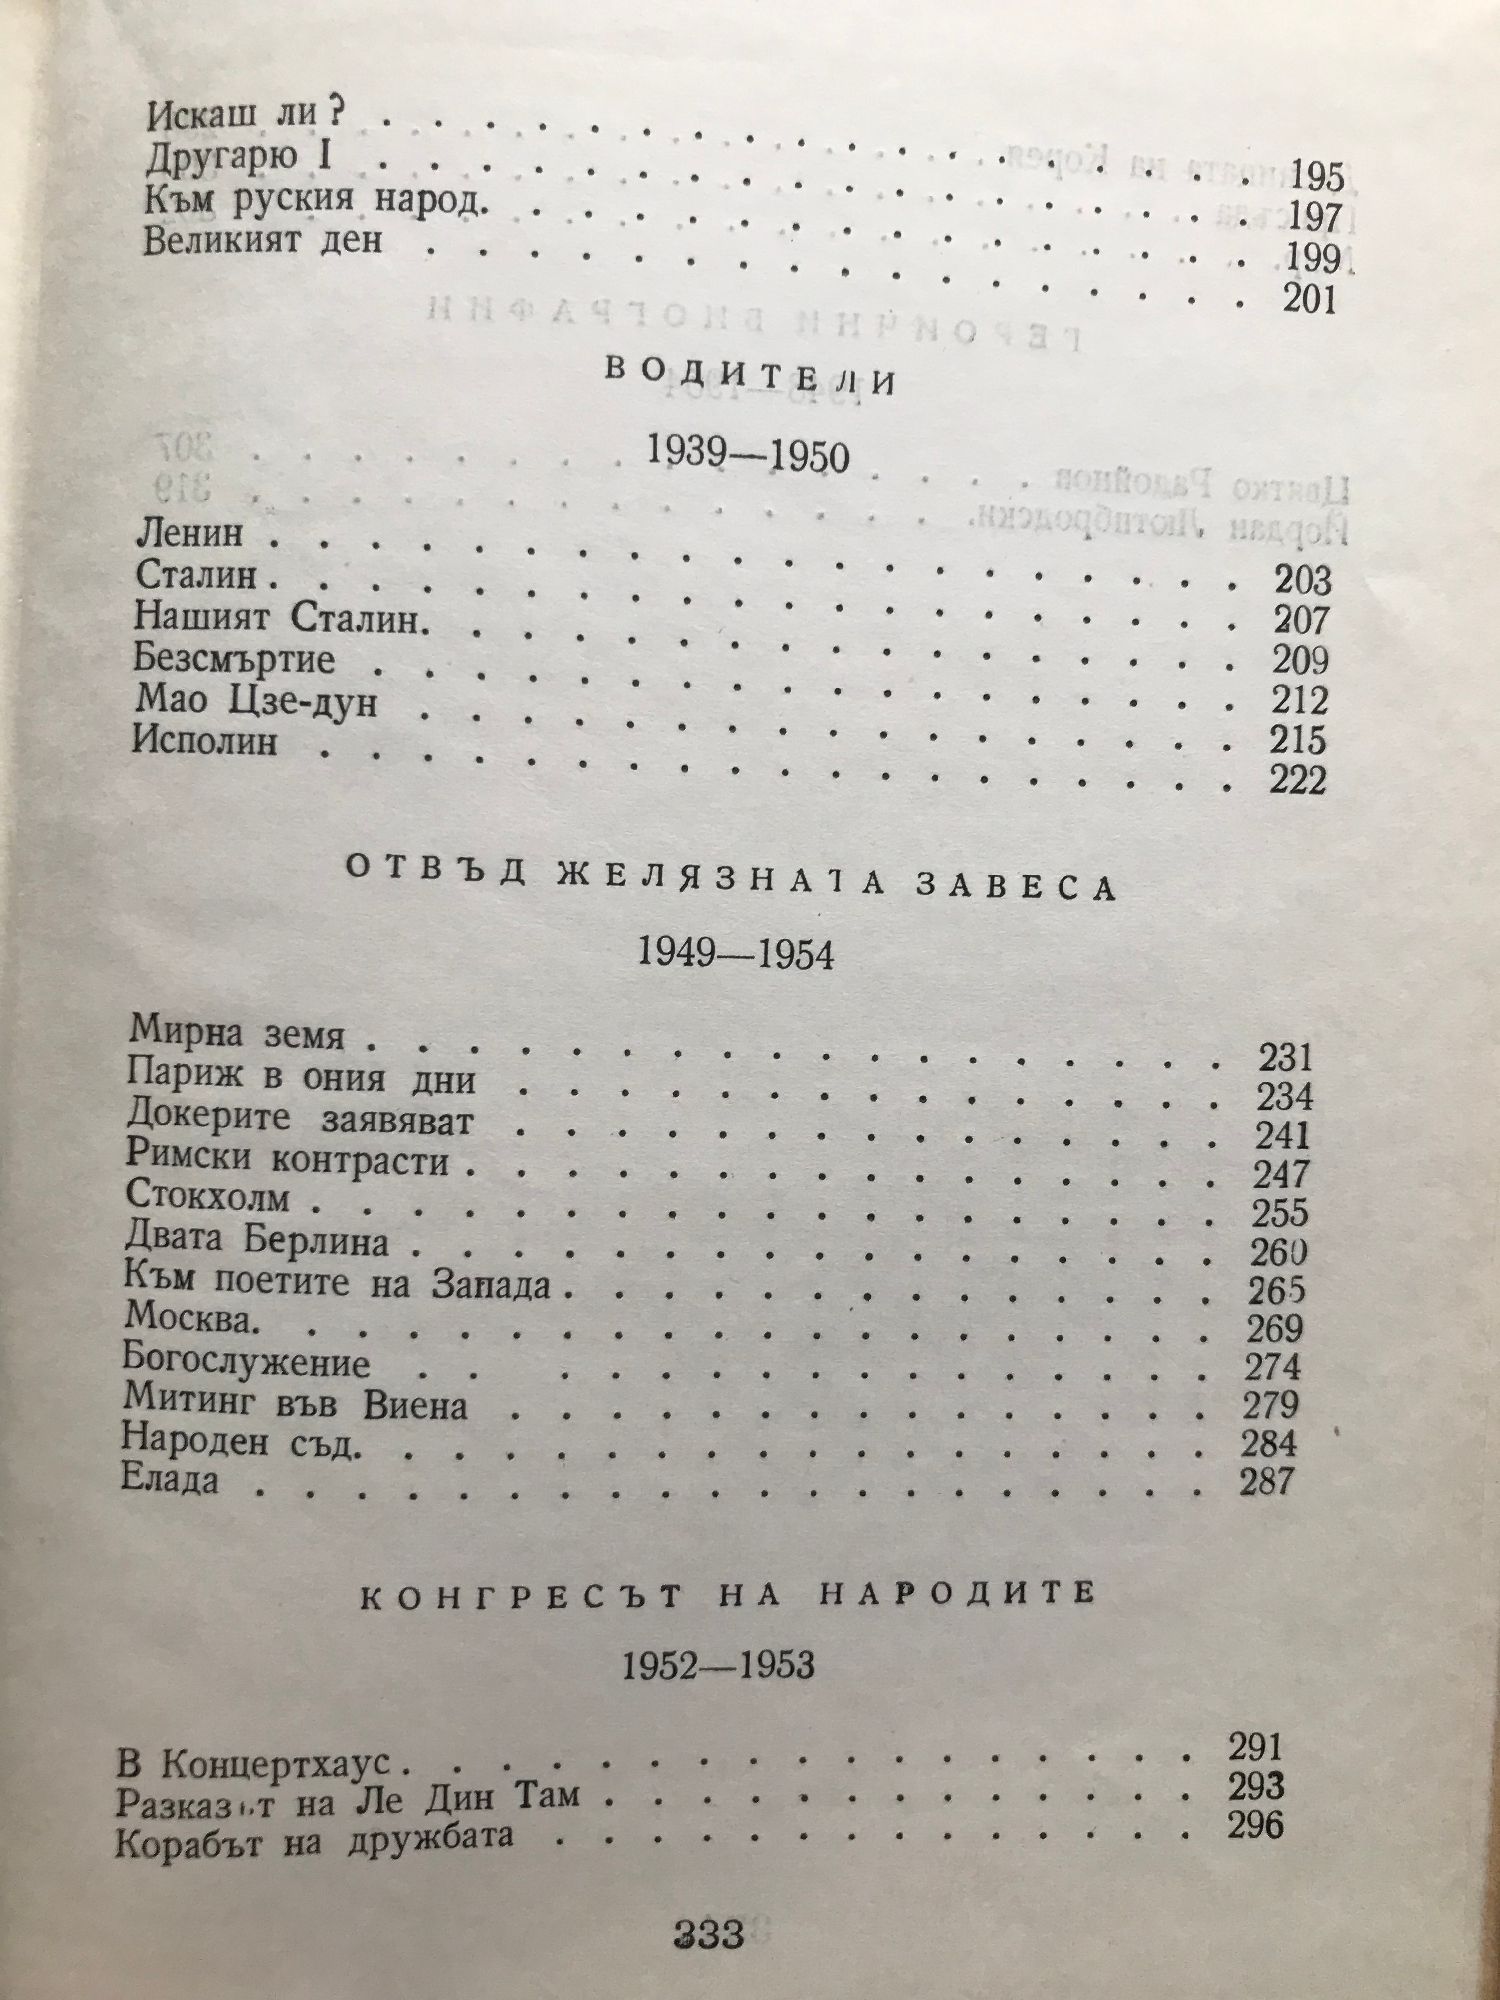 Искаш ли? . . . . . . . . . . . . . . . . . 195
Другарю I . . . . . . . . . . . . . . . . . 197
Към руския народ. . . . . . . . . . . . . . . . 199
Великият ден . . . . . . . . . . . . . . . . . 201
ВОДИТЕЛИ
1939—1950
Ленин . . . . . . . . . . . . . . . . . . . 203
Сталин . . . . . . . . . . . . . . . . . . . 207
Нашият Сталин. . . . . . . . . . . . . . . . . 209
Безсмъртие . . . . . . . . . . . . . . . . . 212
Мао Цзе-дун . . . . . . . . . . . . . . . . . 215
Исполин . . . . . . . . . . . . . . . . . . 222
ОТВЪД ЖЕЛЯЗНАТА ЗАВЕСА
1949—1954
Мирна земя . . . . . . . . . . . . . . . . . 231
Париж в ония дни . . . . . . . . . . . . . . . 234
Докерите заявяват . . . . . . . . . . . . . . . 241
Римски контрасти . . . . . . . . . . . . . . . 247
Стокхолм . . . . . . . . . . . . . . . . . . 255
Двата Берлина . . . . . . . . . . . . . . . . 260
Към поетите на Запада . . . . . . . . . . . . . . 265
Москва. . . . . . . . . . . . . . . . . . . . 269
Богослужение . . . . . . . . . . . . . . . . 274
Митинг във Виена . . . . . . . . . . . . . . . 279
Народен съд. . . . . . . . . . . . . . . . . . 284
Елада . . . . . . . . . . . . . . . . . . . 287
КОНГРЕСЪТ НА НАРОДИТЕ
1952—1953
В Концертхаус . . . . . . . . . . . . . . . . 291
Разказът на Ле Дин Там . . . . . . . . . . . . . 293
Корабът на дружбата . . . . . . . . . . . . . . 296
333